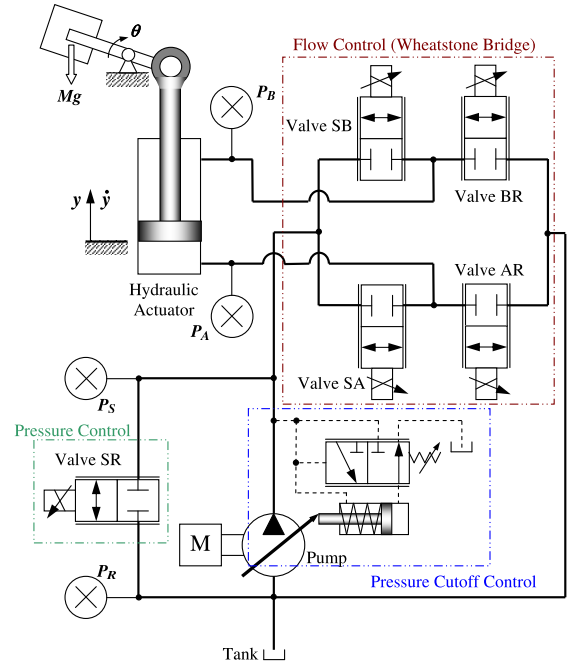 θ
Mg
Flow Control (Wheatstone Bridge)
P_B
Valve SB
Valve BR
y ẏ
Valve AR
Hydraulic
Actuator
P_A
Valve SA
P_S
Pressure Control
Valve SR
M
Pump
P_R
Pressure Cutoff Control
Tank